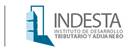 INDESTA
INSTITUTO DE DESARROLLO
TRIBUTARIO Y ADUANERO